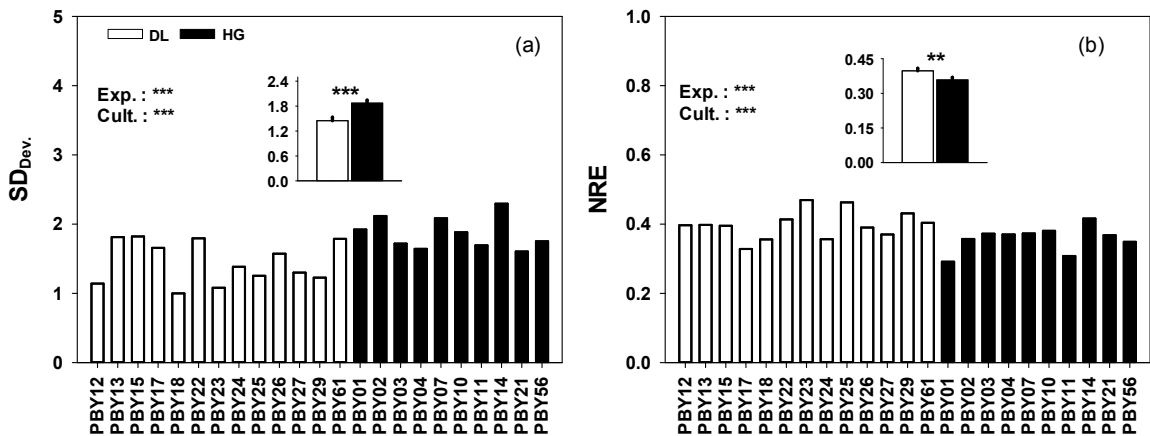 5
4
3
2
1
0
SD Dev.
DL HG
(a)
Exp. : ***
Cult. : ***
2.4
1.8
1.2
0.6
0.0
***
PBY12
PBY13
PBY15
PBY17
PBY18
PBY22
PBY23
PBY24
PBY25
PBY26
PBY27
PBY29
PBY61
PBY01
PBY02
PBY03
PBY04
PBY07
PBY10
PBY11
PBY14
PBY21
PBY56
1.0
0.8
0.6
0.4
0.2
0.0
NRE
(b)
Exp. : ***
Cult. : ***
0.45
0.30
0.15
0.00
**
PBY12
PBY13
PBY15
PBY17
PBY18
PBY22
PBY23
PBY24
PBY25
PBY26
PBY27
PBY29
PBY61
PBY01
PBY02
PBY03
PBY04
PBY07
PBY10
PBY11
PBY14
PBY21
PBY56